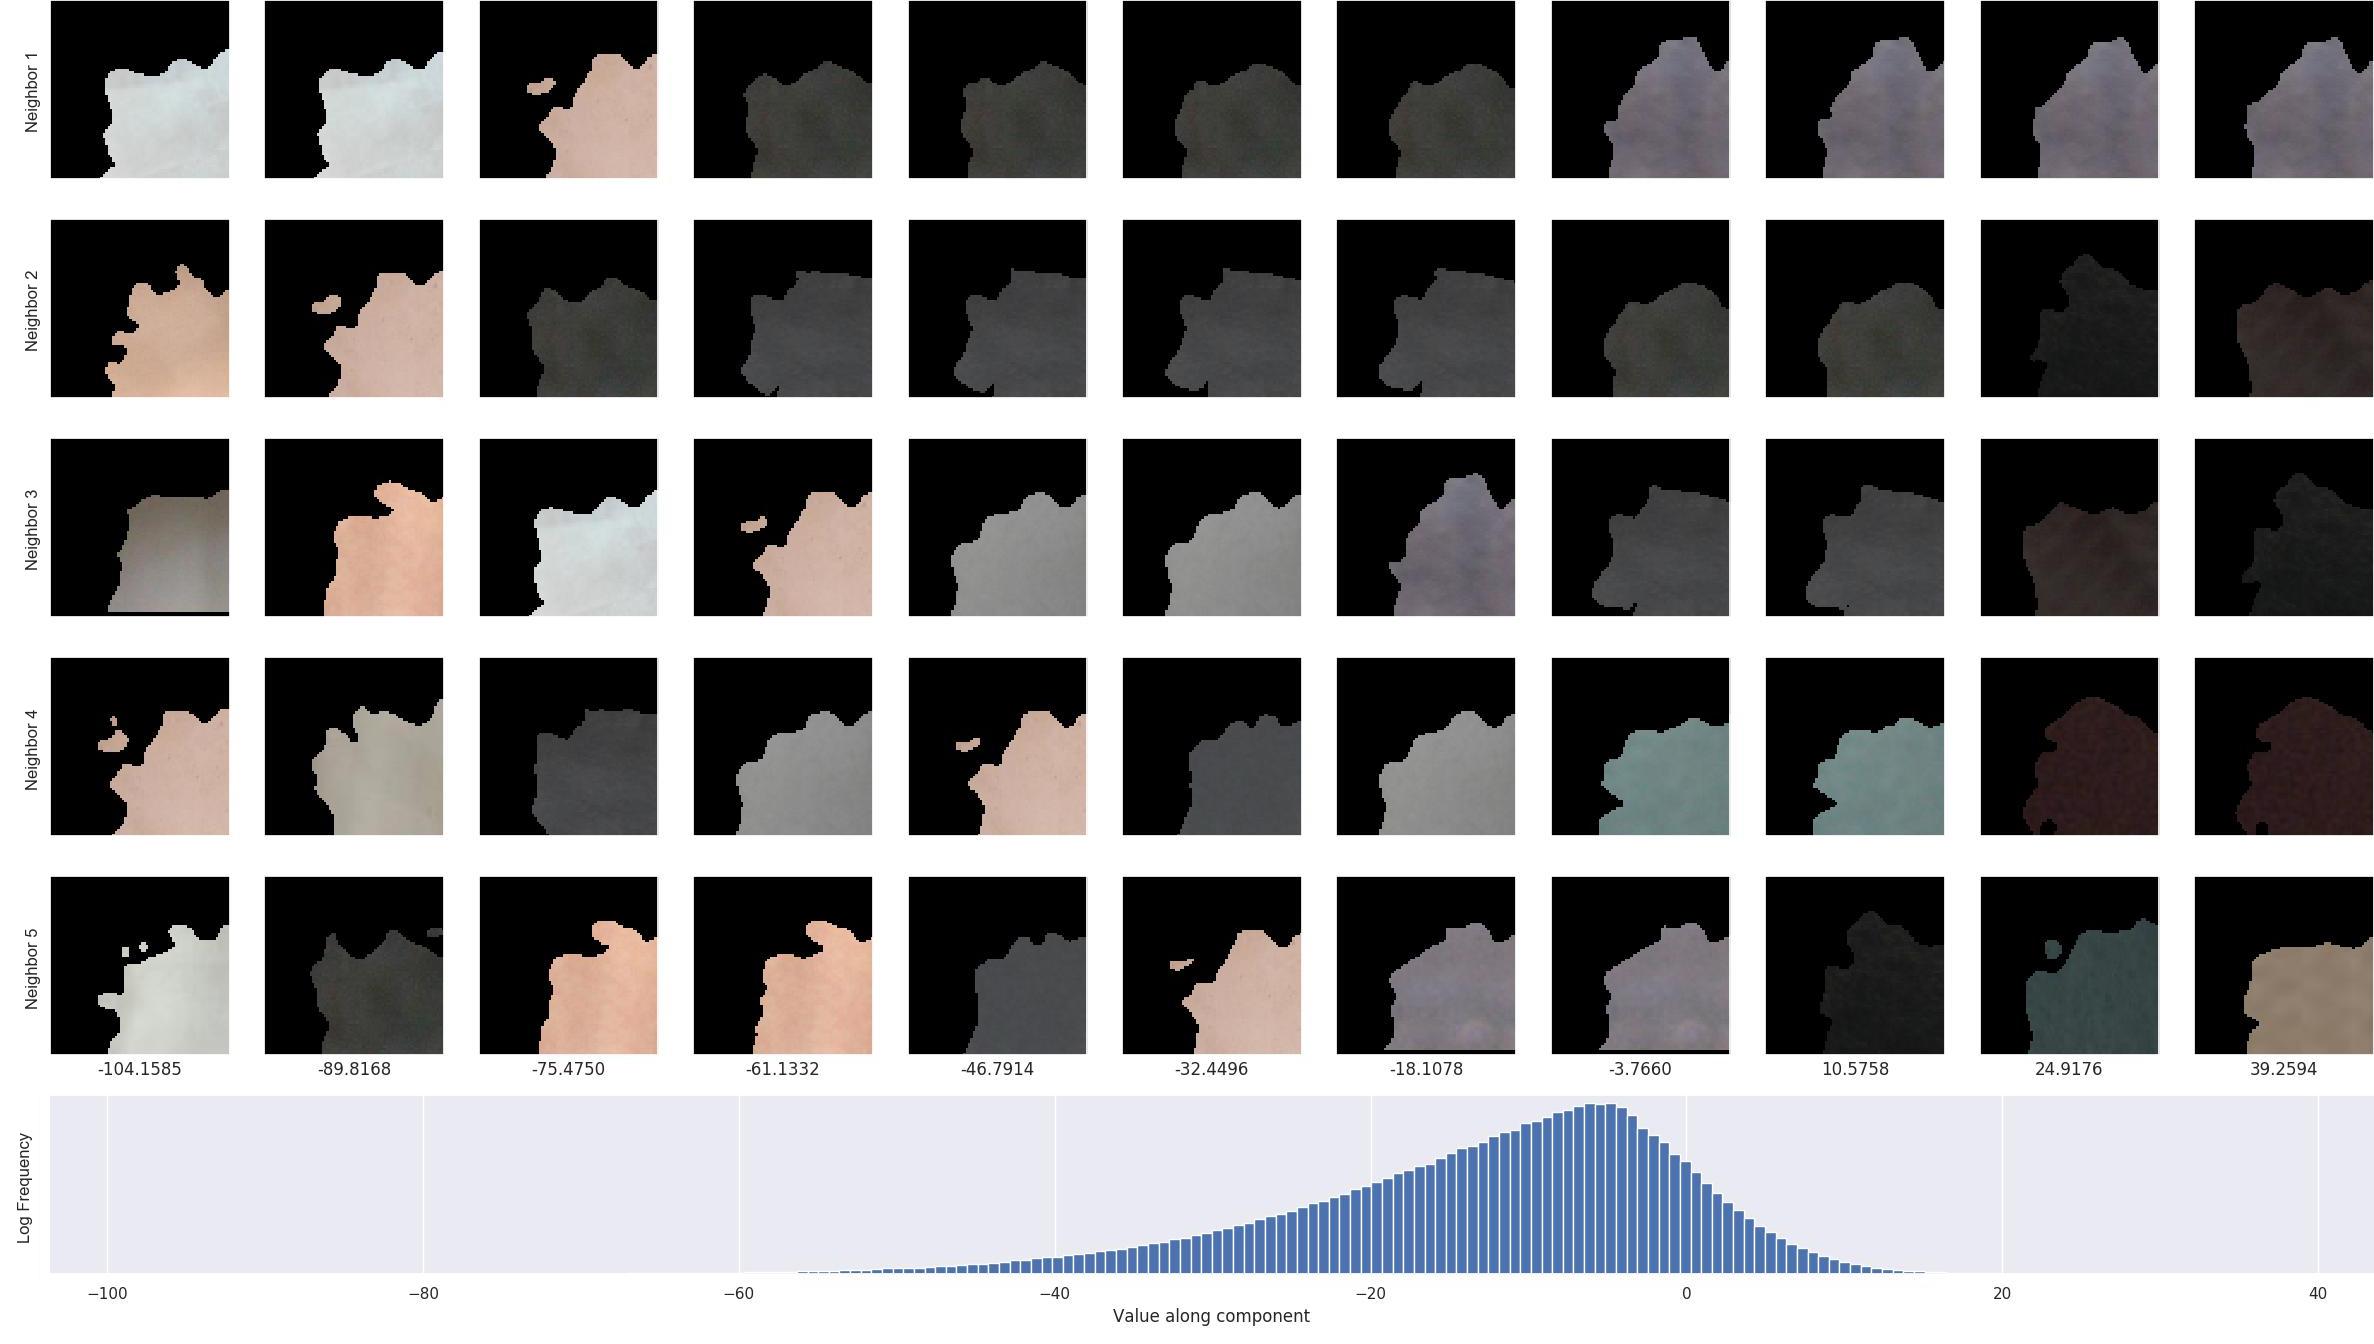 Neighbor 1
Neighbor 2
Neighbor 3
Neighbor 4
Neighbor 5
-104.1585 -89.8168 -75.4750 -61.1332 -46.7914 -32.4496 -18.1078 -3.7660 10.5758 24.9176 39.2594
Log Frequency
−100 −80 −60 −40 −20 0 20 40
Value along component